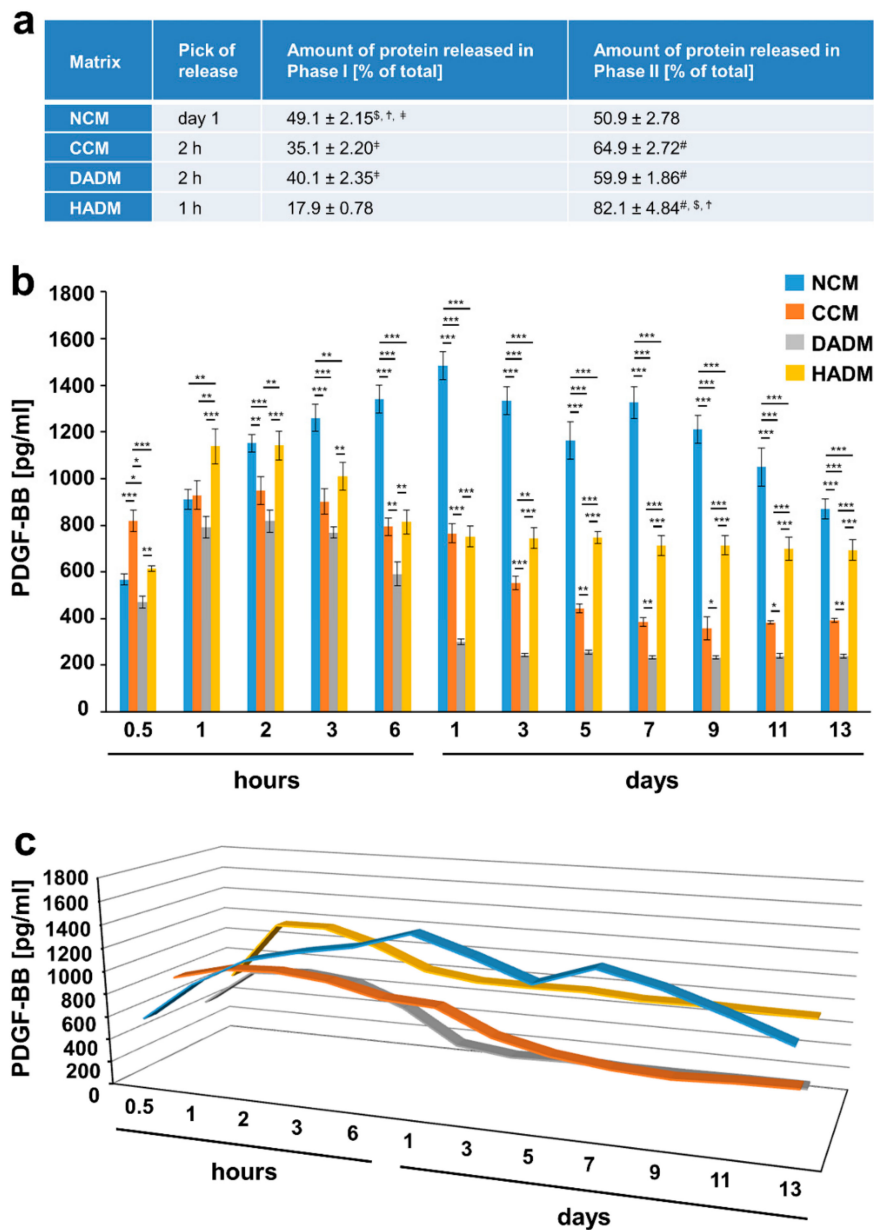 a
Matrix
Pick of
release
Amount of protein released in
Phase I [% of total]
Amount of protein released in
Phase II [% of total]
NCM day 1 49.1 ± 2.15$, †, ‡ 50.9 ± 2.78
CCM 2 h 35.1 ± 2.20‡ 64.9 ± 2.72#
DADM 2 h 40.1 ± 2.35‡ 59.9 ± 1.86#
HADM 1 h 17.9 ± 0.78 82.1 ± 4.84#, $, †
b
PDGF-BB [pg/ml]
1800
1600
1400
1200
1000
800
600
400
200
0
NCM
CCM
DADM
HADM
0.5 1 2 3 6 1 3 5 7 9 11 13
hours days
c
PDGF-BB [pg/ml]
1800
1600
1400
1200
1000
800
600
400
200
0
0.5 1 2 3 6 1 3 5 7 9 11 13
hours days